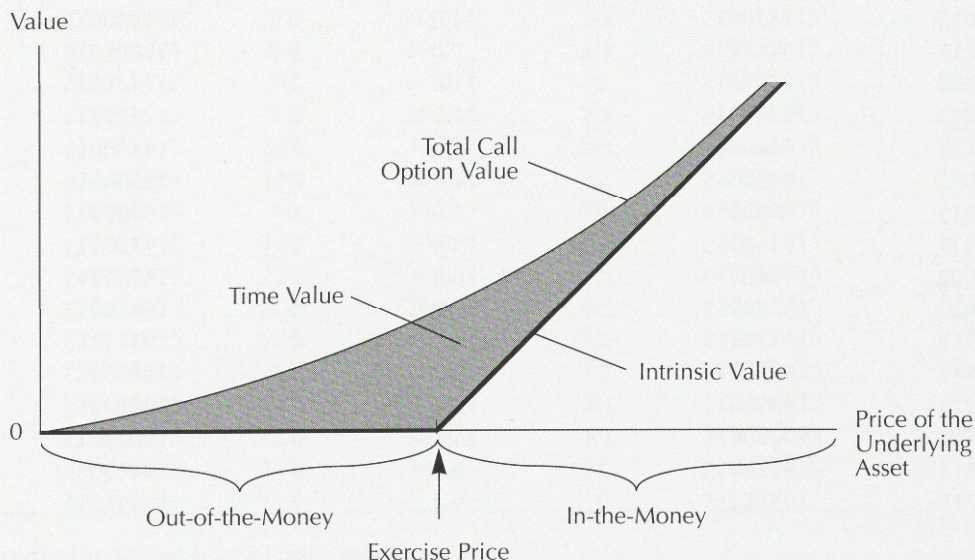 Value
Total Call
Option Value
Time Value
Intrinsic Value
0
Price of the
Underlying
Asset
Out-of-the-Money
In-the-Money
Exercise Price